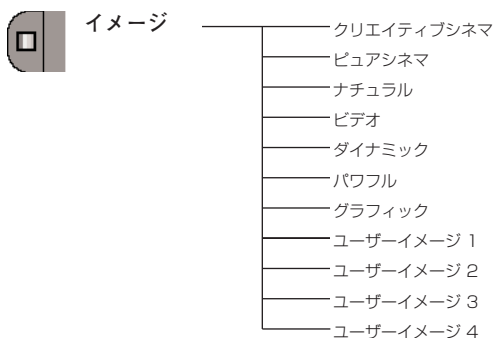 イメージ
クリエイティブシネマ
ピュアシネマ
ナチュラル
ビデオ
ダイナミック
パワフル
グラフィック
ユーザーイメージ 1
ユーザーイメージ 2
ユーザーイメージ 3
ユーザーイメージ 4